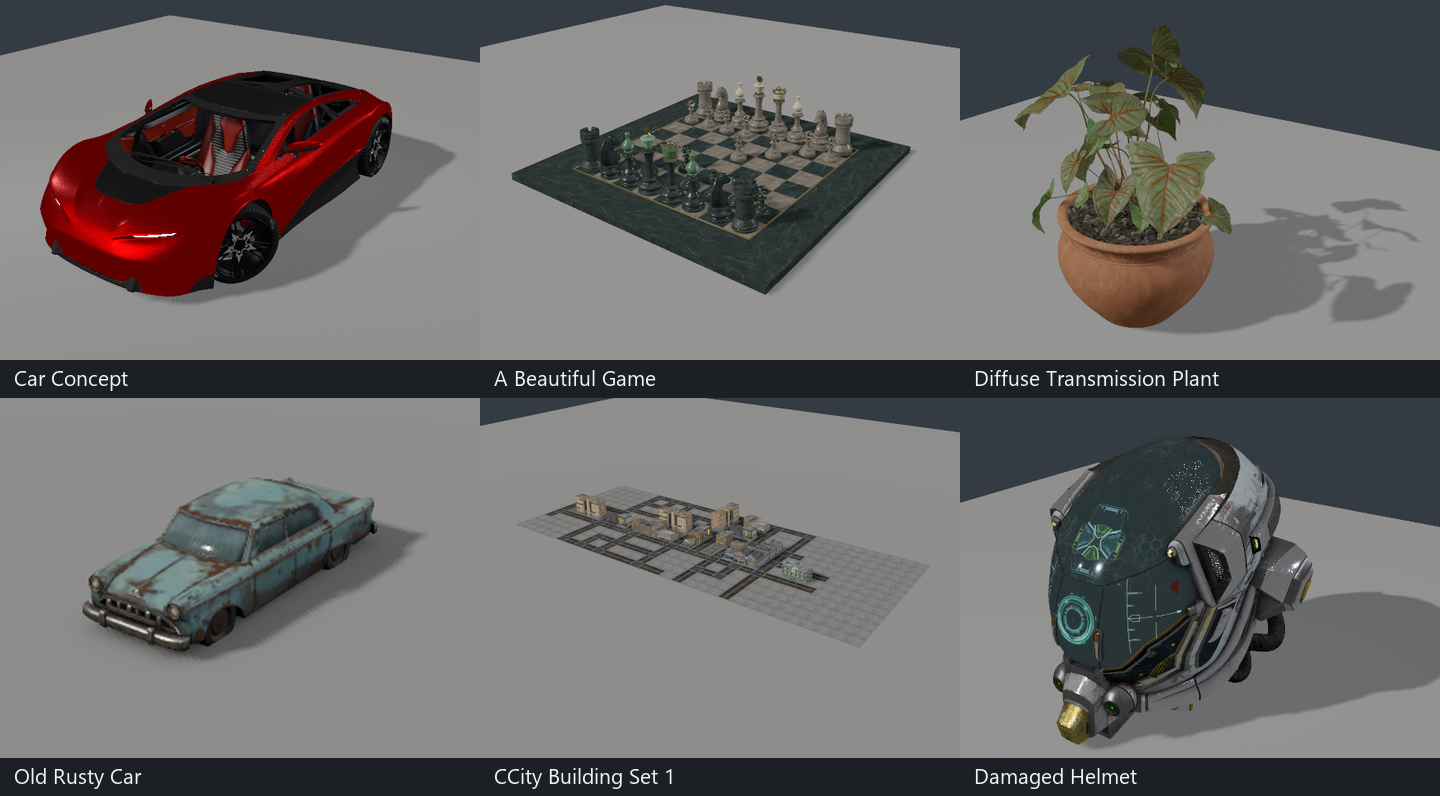 Car Concept
A Beautiful Game
Diffuse Transmission Plant
Old Rusty Car
CCity Building Set 1
Damaged Helmet